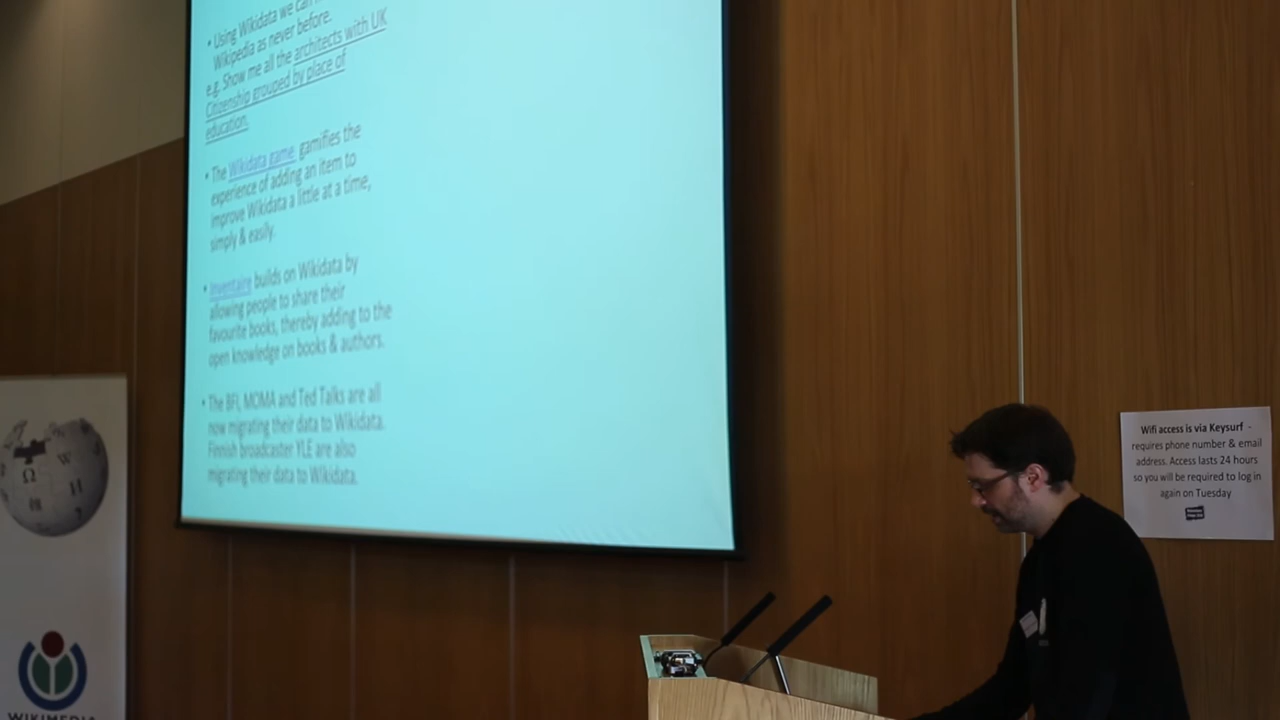 • Using Wikidata we can
Wikipedia as never before.
e.g. Show me all the architects with UK
Citizenship grouped by place of
education.
• The Wikidata game gamifies the
experience of adding an item to
improve Wikidata a little at a time,
simply & easily.
• Inventaire builds on Wikidata by
allowing people to share their
favourite books, thereby adding to the
open knowledge on books & authors.
• The BFI, MOMA and Ted Talks are all
now migrating their data to Wikidata.
Finnish broadcaster YLE are also
migrating their data to Wikidata.
Ω
W
WIKIMEDIA
Wifi access is via Keysurf -
requires phone number & email
address. Access lasts 24 hours
so you will be required to log in
again on Tuesday